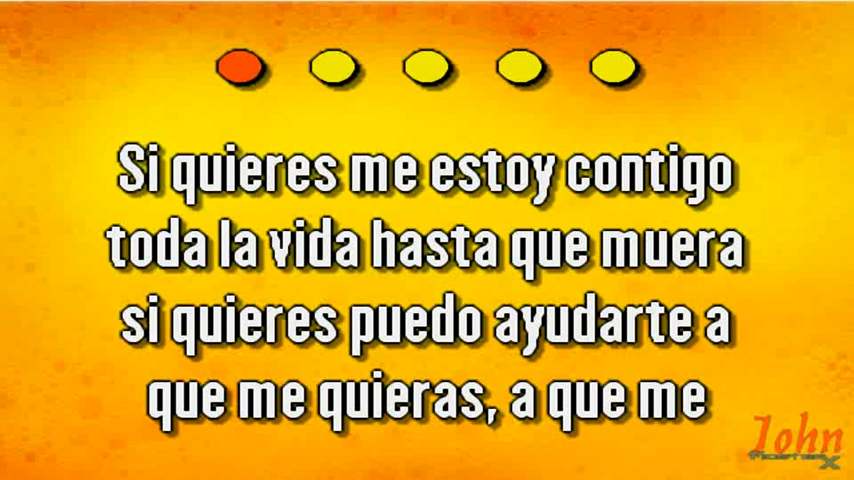 Si quieres me estoy contigo
toda la vida hasta que muera
si quieres puedo ayudarte a
que me quieras, a que me
John